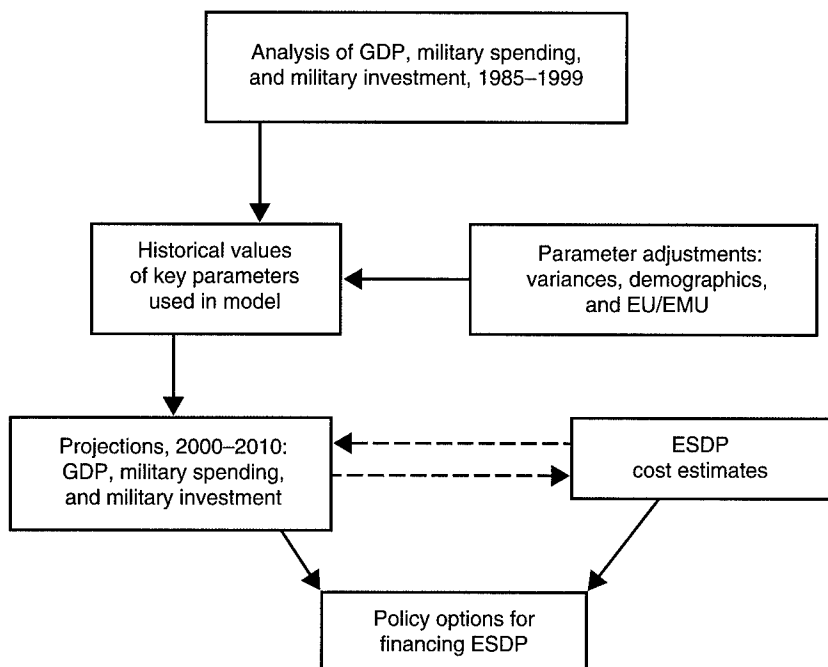 Analysis of GDP, military spending,
and military investment, 1985–1999
Historical values
of key parameters
used in model
Parameter adjustments:
variances, demographics,
and EU/EMU
Projections, 2000–2010:
GDP, military spending,
and military investment
ESDP
cost estimates
Policy options for
financing ESDP